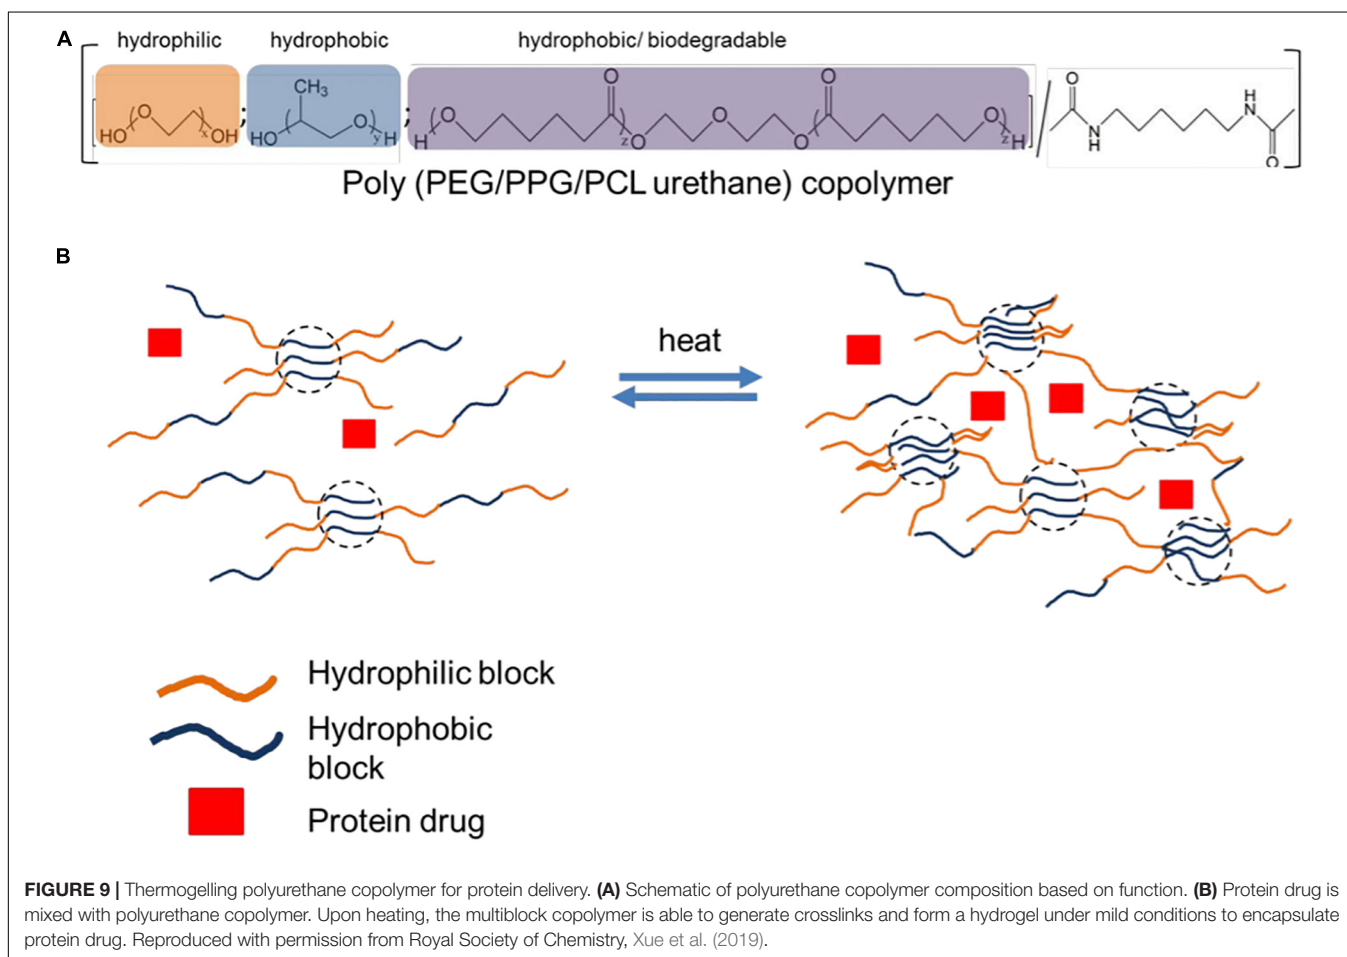 A
hydrophilic hydrophobic hydrophobic/ biodegradable
CH₃ O O O H N
HO ( O )x OH ; HO ( O )y H ; H ( O )z O O O ( O )z H / N H O
Poly (PEG/PPG/PCL urethane) copolymer
B
heat
Hydrophilic block
Hydrophobic
block
Protein drug
FIGURE 9 | Thermogelling polyurethane copolymer for protein delivery. (A) Schematic of polyurethane copolymer composition based on function. (B) Protein drug is
mixed with polyurethane copolymer. Upon heating, the multiblock copolymer is able to generate crosslinks and form a hydrogel under mild conditions to encapsulate
protein drug. Reproduced with permission from Royal Society of Chemistry, Xue et al. (2019).